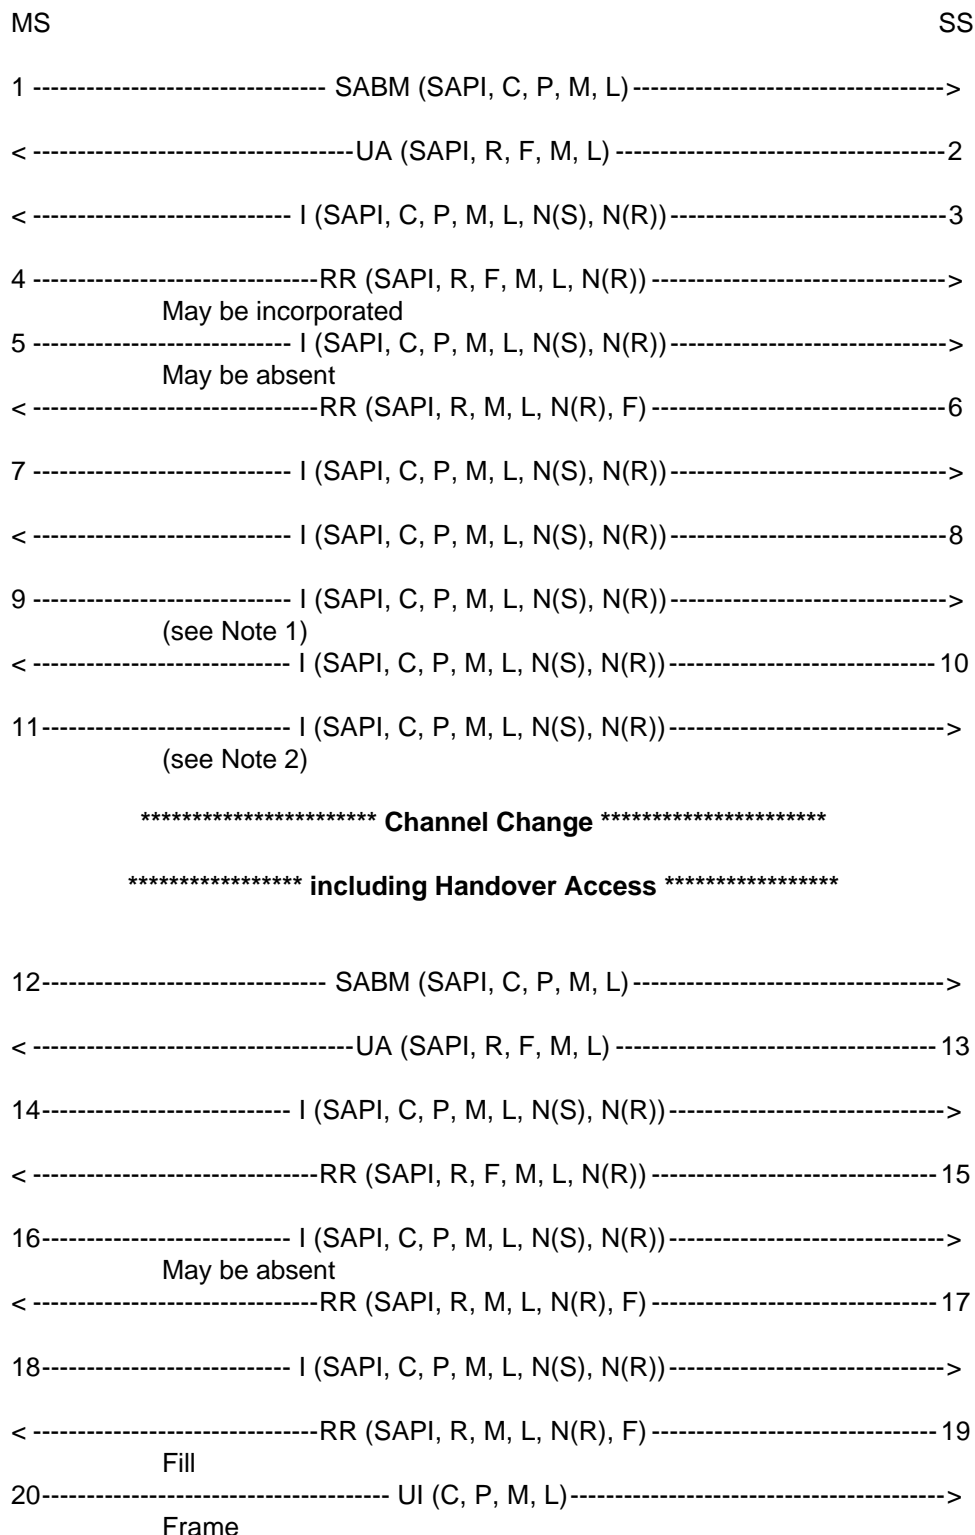 MS SS
1 --------------------------------- SABM (SAPI, C, P, M, L)----------------------------------->
< ------------------------------------UA (SAPI, R, F, M, L) -------------------------------------2
< ----------------------------- I (SAPI, C, P, M, L, N(S), N(R))-------------------------------3
4 --------------------------------RR (SAPI, R, F, M, L, N(R)) --------------------------------->
May be incorporated
5 ----------------------------- I (SAPI, C, P, M, L, N(S), N(R))------------------------------->
May be absent
< --------------------------------RR (SAPI, R, M, L, N(R), F) ---------------------------------6
7 ----------------------------- I (SAPI, C, P, M, L, N(S), N(R))------------------------------->
< ----------------------------- I (SAPI, C, P, M, L, N(S), N(R))-------------------------------8
9 ----------------------------- I (SAPI, C, P, M, L, N(S), N(R))------------------------------->
(see Note 1)
< ----------------------------- I (SAPI, C, P, M, L, N(S), N(R))------------------------------ 10
11---------------------------- I (SAPI, C, P, M, L, N(S), N(R))------------------------------->
(see Note 2)
*********************** Channel Change **********************
***************** including Handover Access *****************
12-------------------------------- SABM (SAPI, C, P, M, L)----------------------------------->
< ------------------------------------UA (SAPI, R, F, M, L) ------------------------------------ 13
14---------------------------- I (SAPI, C, P, M, L, N(S), N(R))------------------------------->
< --------------------------------RR (SAPI, R, F, M, L, N(R)) -------------------------------- 15
16---------------------------- I (SAPI, C, P, M, L, N(S), N(R))------------------------------->
May be absent
< --------------------------------RR (SAPI, R, M, L, N(R), F) -------------------------------- 17
18---------------------------- I (SAPI, C, P, M, L, N(S), N(R))------------------------------->
< --------------------------------RR (SAPI, R, M, L, N(R), F) -------------------------------- 19
Fill
20--------------------------------------- UI (C, P, M, L)------------------------------------------>
Frame